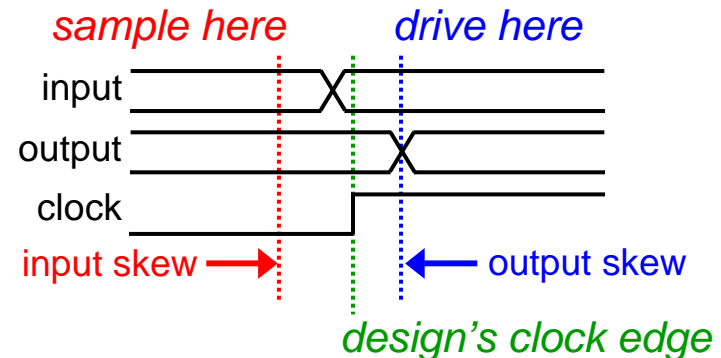 sample here
drive here
input
output
clock
input skew
output skew
design's clock edge